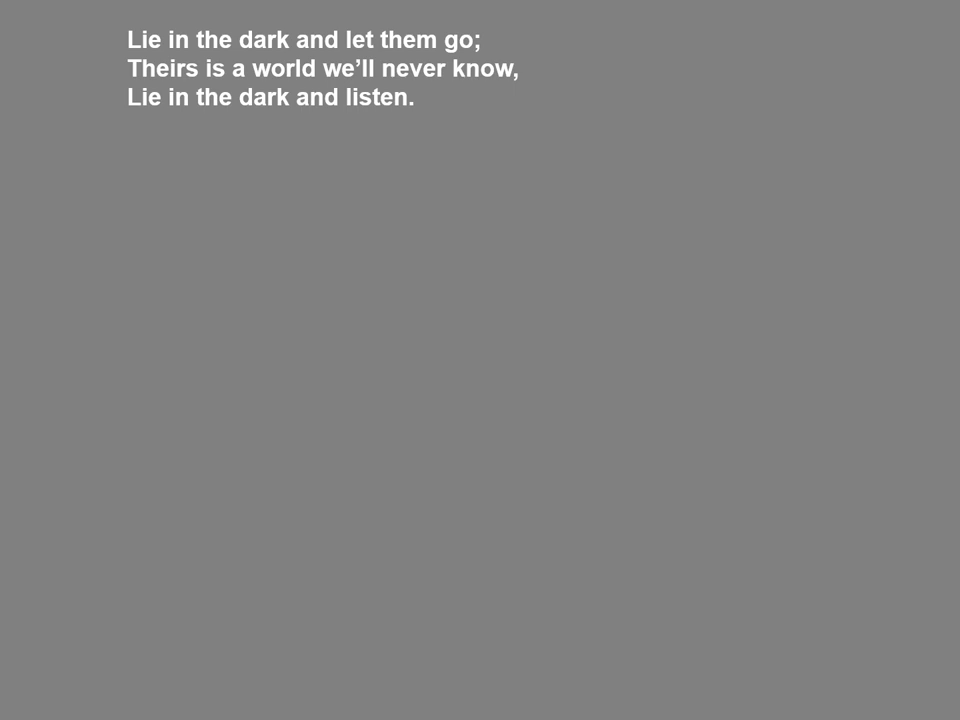 Lie in the dark and let them go;
Theirs is a world we’ll never know,
Lie in the dark and listen.